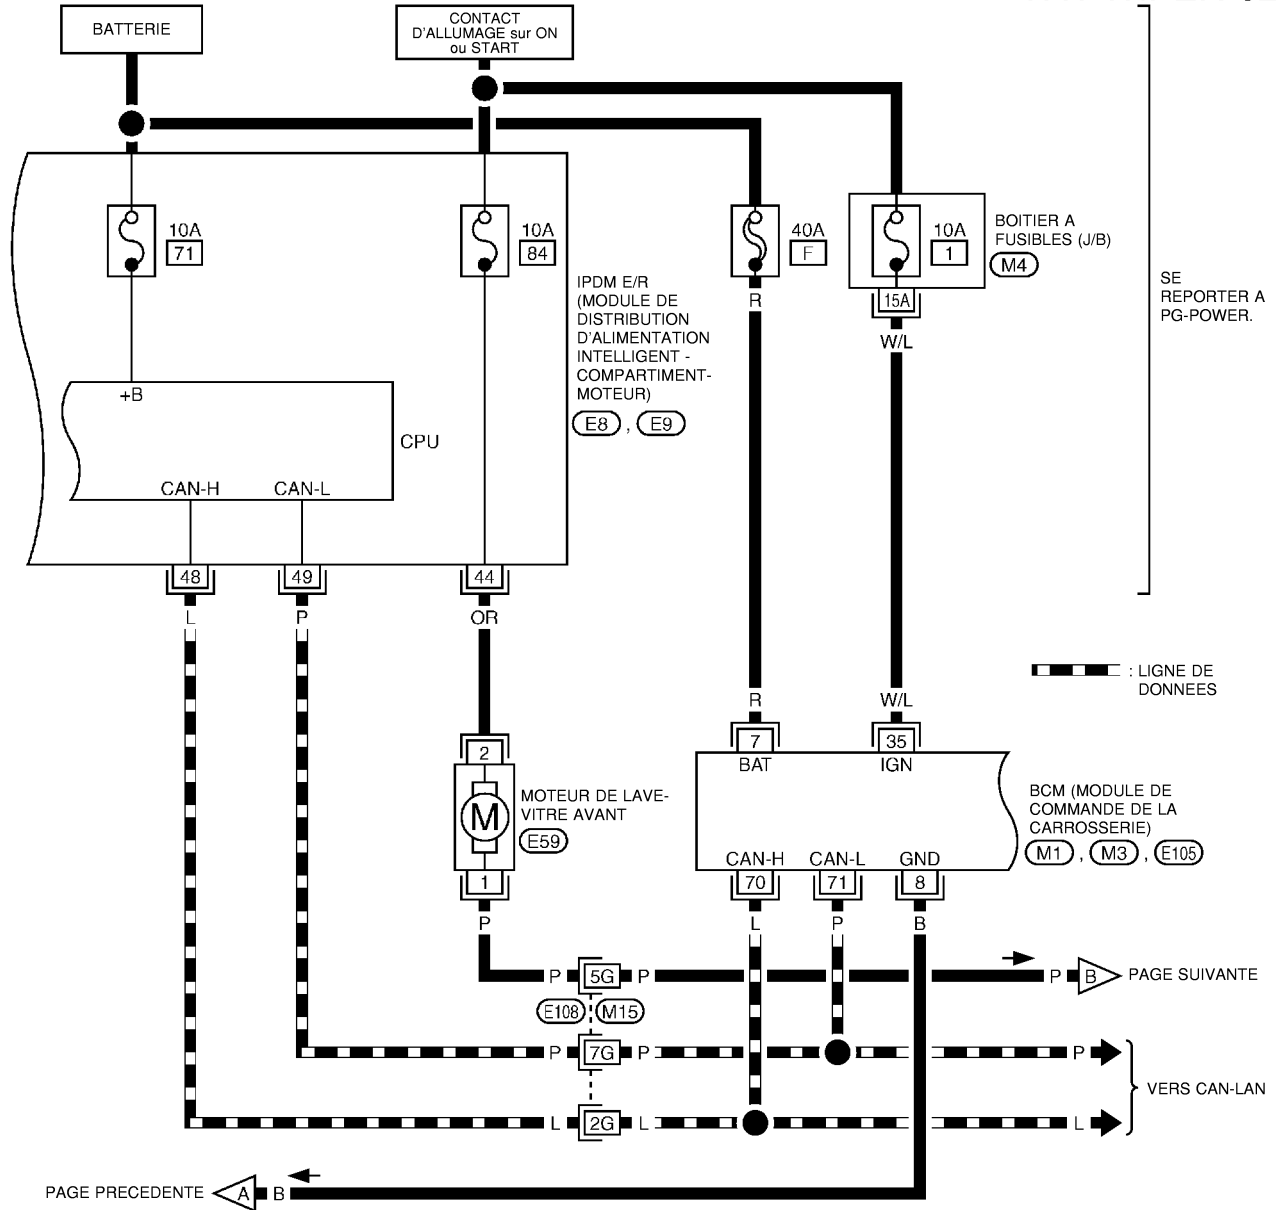 BATTERIE
CONTACT
D'ALLUMAGE sur ON
ou START
10A
71
10A
84
40A
F
10A
1
BOITIER A
FUSIBLES (J/B)
M4
15A
R
W/L
SE
REPORTER A
PG-POWER.
IPDM E/R
(MODULE DE
DISTRIBUTION
D'ALIMENTATION
INTELLIGENT -
COMPARTIMENT-
MOTEUR)
E8 , E9
+B
CPU
CAN-H CAN-L
48 49 44
L P OR
: LIGNE DE
DONNEES
R W/L
7 35
BAT IGN
2
M
MOTEUR DE LAVE-
VITRE AVANT
E59
1
P
BCM (MODULE DE
COMMANDE DE LA
CARROSSERIE)
M1 , M3 , E105
CAN-H CAN-L GND
70 71 8
L P B
P 5G P P B PAGE SUIVANTE
E108 M15
P 7G P P
VERS CAN-LAN
L 2G L L
PAGE PRECEDENTE A B